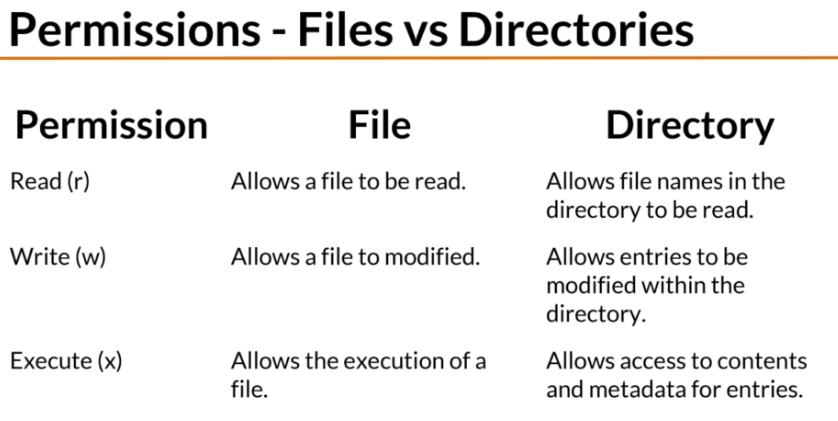 Permissions - Files vs Directories
Permission File Directory
Read (r) Allows a file to be read. Allows file names in the
directory to be read.
Write (w) Allows a file to modified. Allows entries to be
modified within the
directory.
Execute (x) Allows the execution of a
file.
Allows access to contents
and metadata for entries.